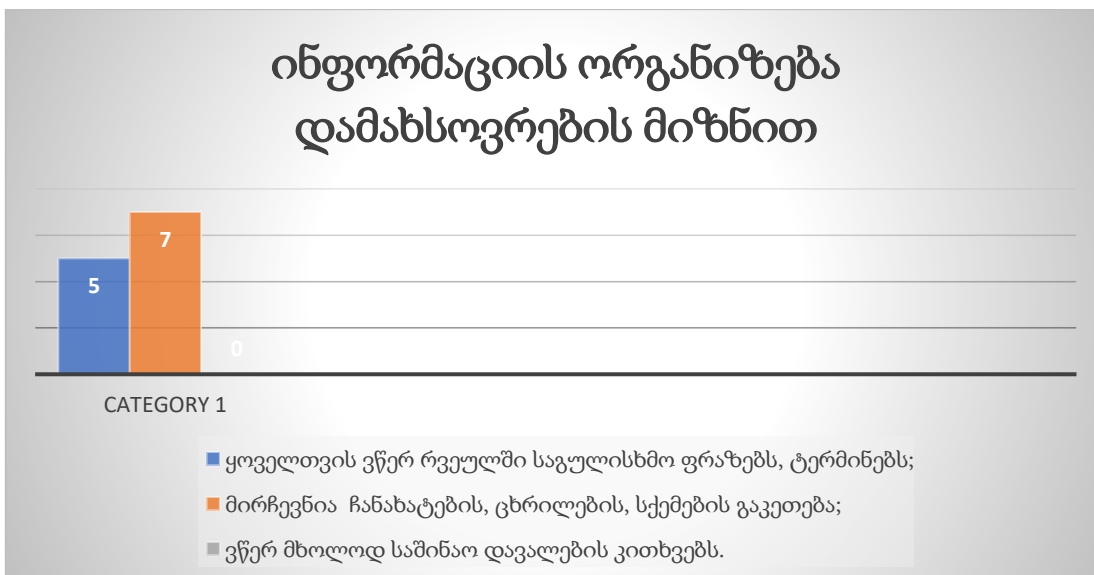 ინფორმაციის ორგანიზება
დამახსოვრების მიზნით
7
5
0
CATEGORY 1
ყოველთვის ვწერ რვეულში საგულისხმო ფრაზებს, ტერმინებს;
მირჩევნია ჩანახატების, ცხრილების, სქემების გაკეთება;
ვწერ მხოლოდ საშინაო დავალების კითხვებს.